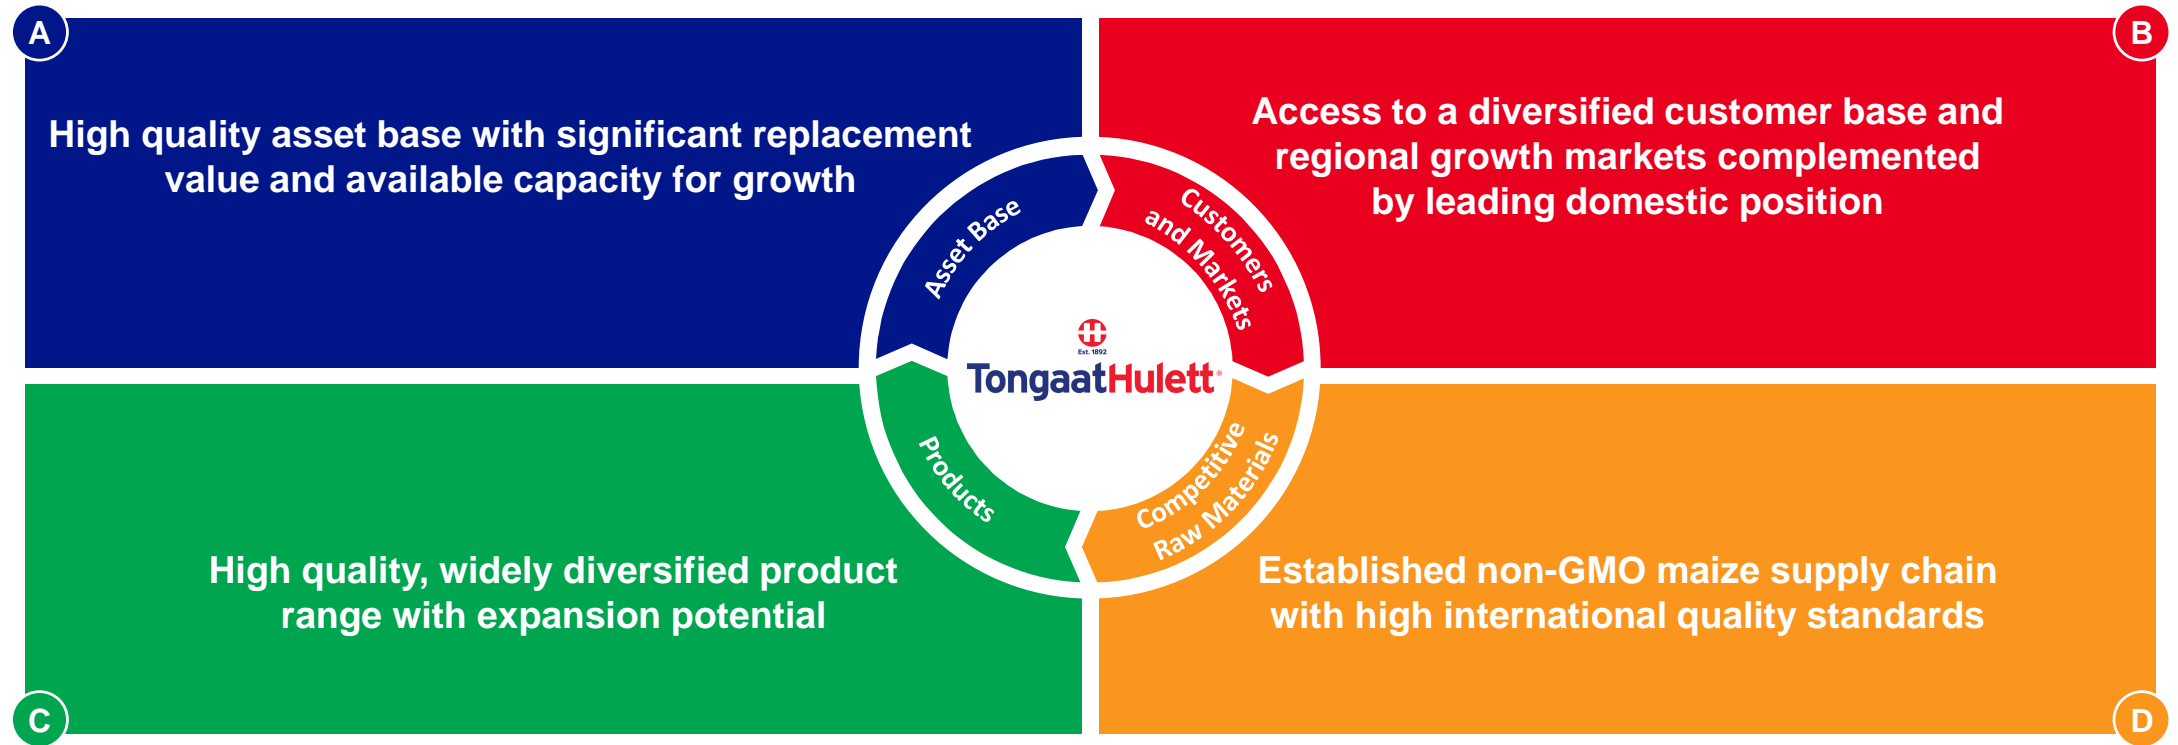 A
High quality asset base with significant replacement
value and available capacity for growth
B
Access to a diversified customer base and
regional growth markets complemented
by leading domestic position
Asset Base
Customers
and Markets
Est. 1892
TongaatHulett®
Products
Competitive
Raw Materials
C
High quality, widely diversified product
range with expansion potential
D
Established non-GMO maize supply chain
with high international quality standards